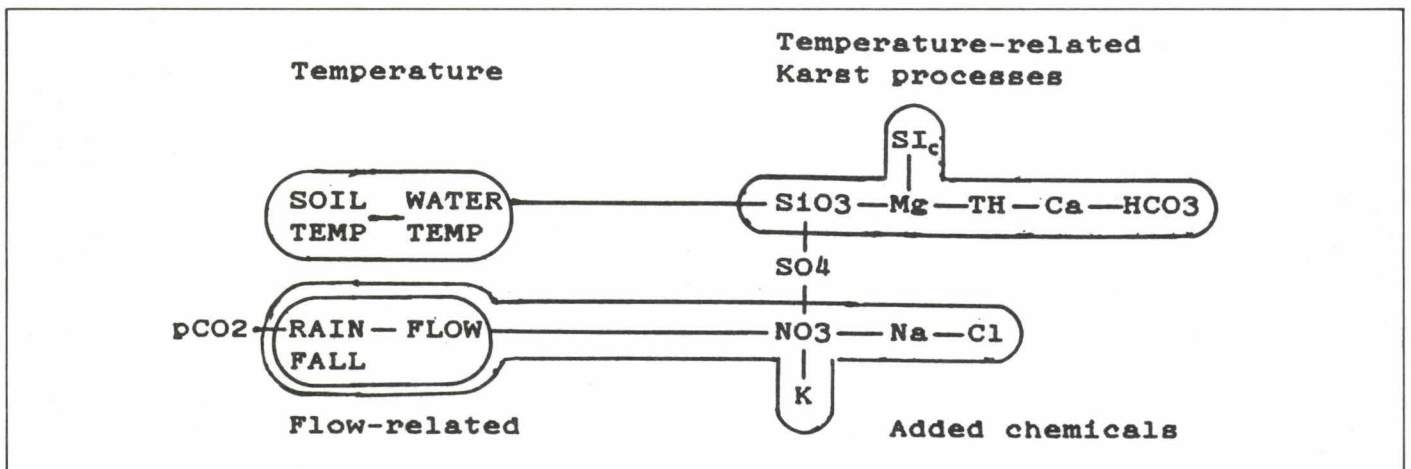 Temperature
Temperature-related
Karst processes
SIc
SOIL WATER
TEMP TEMP
SiO3 Mg TH Ca HCO3
SO4
pCO2 RAIN FLOW
FALL
NO3 Na Cl
K
Flow-related
Added chemicals